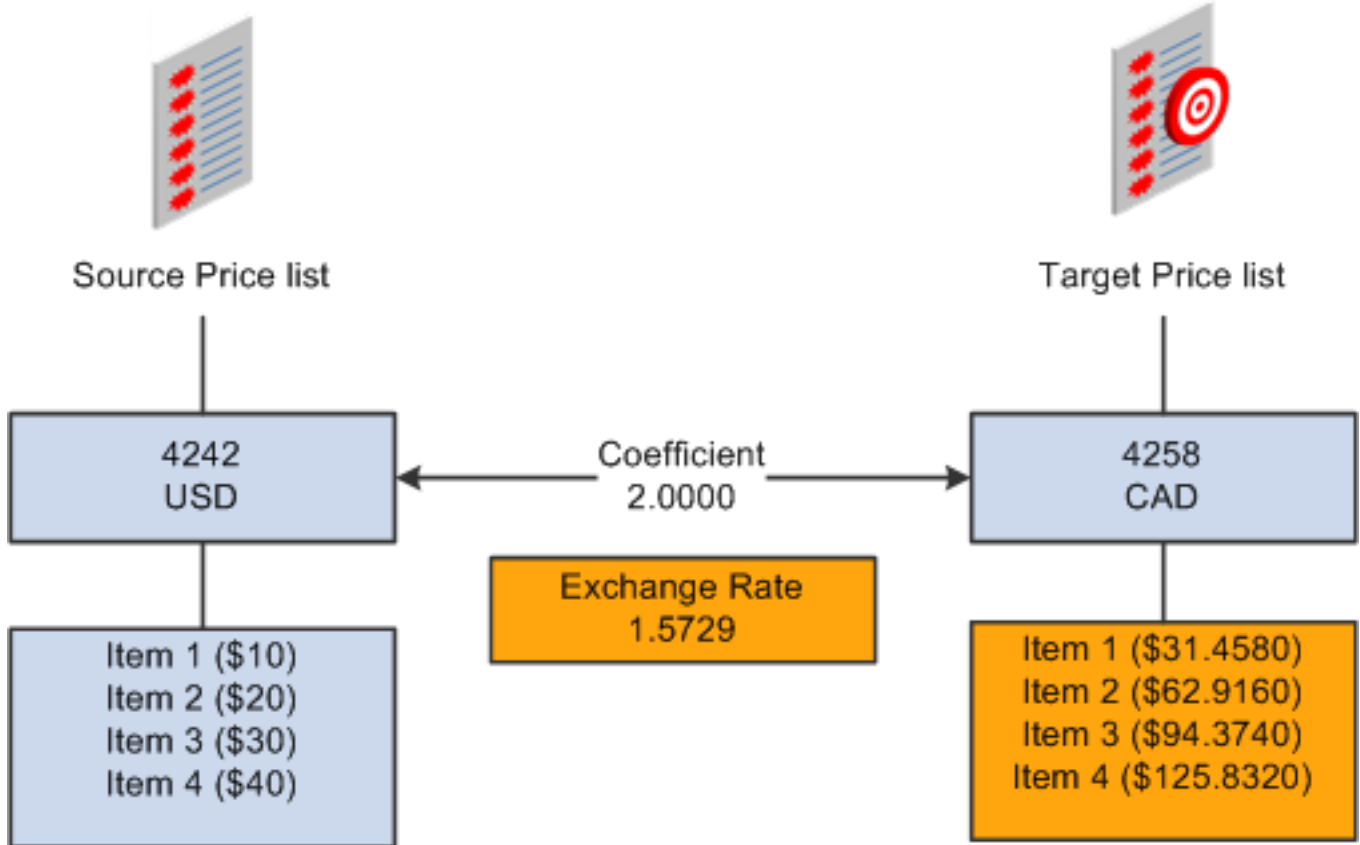 Source Price list
Target Price list
4242
USD
Coefficient
2.0000
4258
CAD
Exchange Rate
1.5729
Item 1 ($10)
Item 2 ($20)
Item 3 ($30)
Item 4 ($40)
Item 1 ($31.4580)
Item 2 ($62.9160)
Item 3 ($94.3740)
Item 4 ($125.8320)